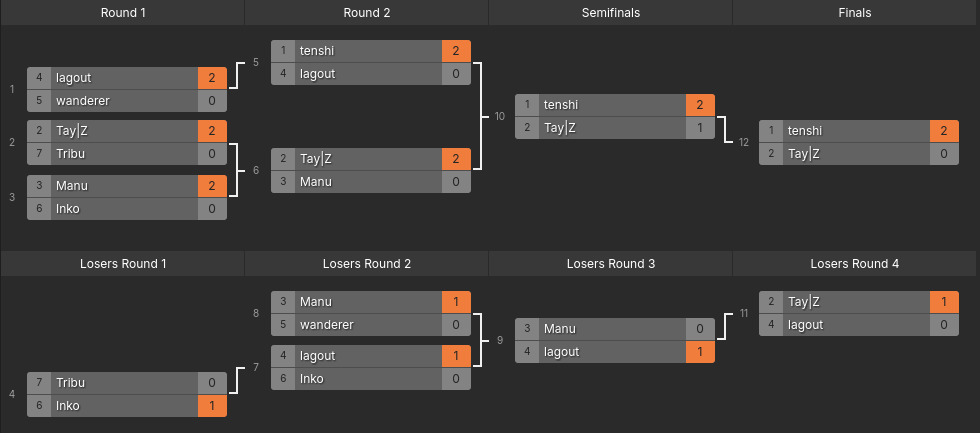 Round 1 Round 2 Semifinals Finals
1 4 lagout 2
5 wanderer 0
2 2 Tay|Z 2
7 Tribu 0
3 3 Manu 2
6 Inko 0
5 1 tenshi 2
4 lagout 0
6 2 Tay|Z 2
3 Manu 0
10 1 tenshi 2
2 Tay|Z 1
12 1 tenshi 2
2 Tay|Z 0
Losers Round 1 Losers Round 2 Losers Round 3 Losers Round 4
4 7 Tribu 0
6 Inko 1
8 3 Manu 1
5 wanderer 0
7 4 lagout 1
6 Inko 0
9 3 Manu 0
4 lagout 1
11 2 Tay|Z 1
4 lagout 0